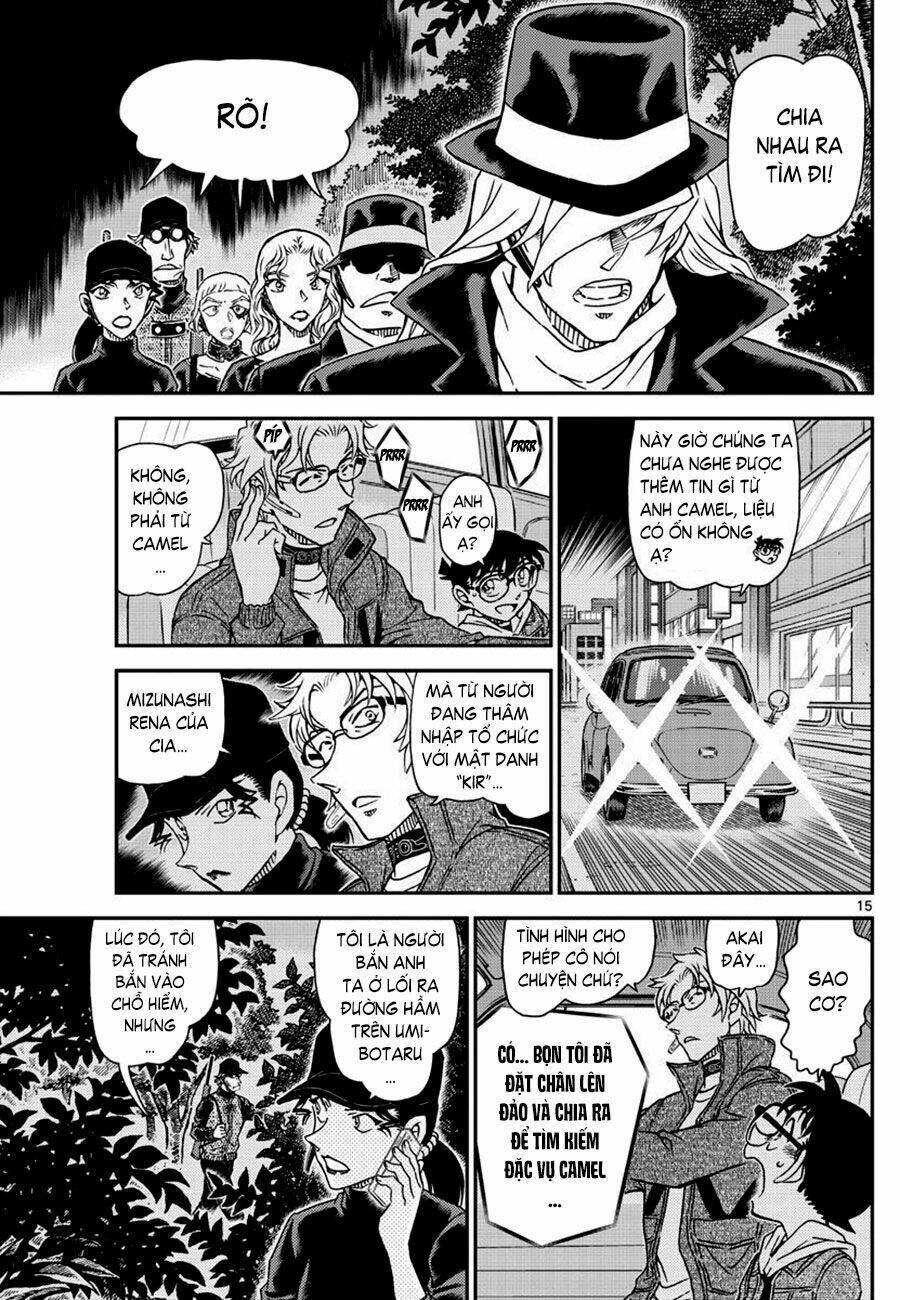 CHIA
NHAU RA
TÌM ĐI!
RÕ!
NÀY GIỜ CHÚNG TA
CHƯA NGHE ĐƯỢC
THÊM TIN GÌ TỪ
ANH CAMEL, LIỆU
CÓ ỔN KHÔNG
Ạ?
PRRR
PRRR
PRRR
ANH
ẤY GỌI
Ạ?
PÍP
KHÔNG,
KHÔNG
PHẢI TỪ
CAMEL
...
MÀ TỪ NGƯỜI
ĐANG THÂM
NHẬP TỔ CHỨC
VỚI MẬT DANH
“KIR”...
MIZUNASHI
RENA CỦA
CIA...
15
SAO
CƠ?
AKAI
ĐÂY...
TÌNH HÌNH CHO
PHÉP CÔ NÓI
CHUYỆN CHỨ?
CÓ... BỌN TÔI ĐÃ
ĐẶT CHÂN LÊN
ĐẢO VÀ CHIA RA
ĐỂ TÌM KIẾM
ĐẶC VỤ CAMEL
...
TÔI LÀ NGƯỜI
BẮN ANH
TA Ở LỐI RA
ĐƯỜNG HẦM
TRÊN UMI-
BOTARU
...
LÚC ĐÓ, TÔI
ĐÃ TRÁNH
BẮN VÀO
CHỖ HIỂM,
NHƯNG
...